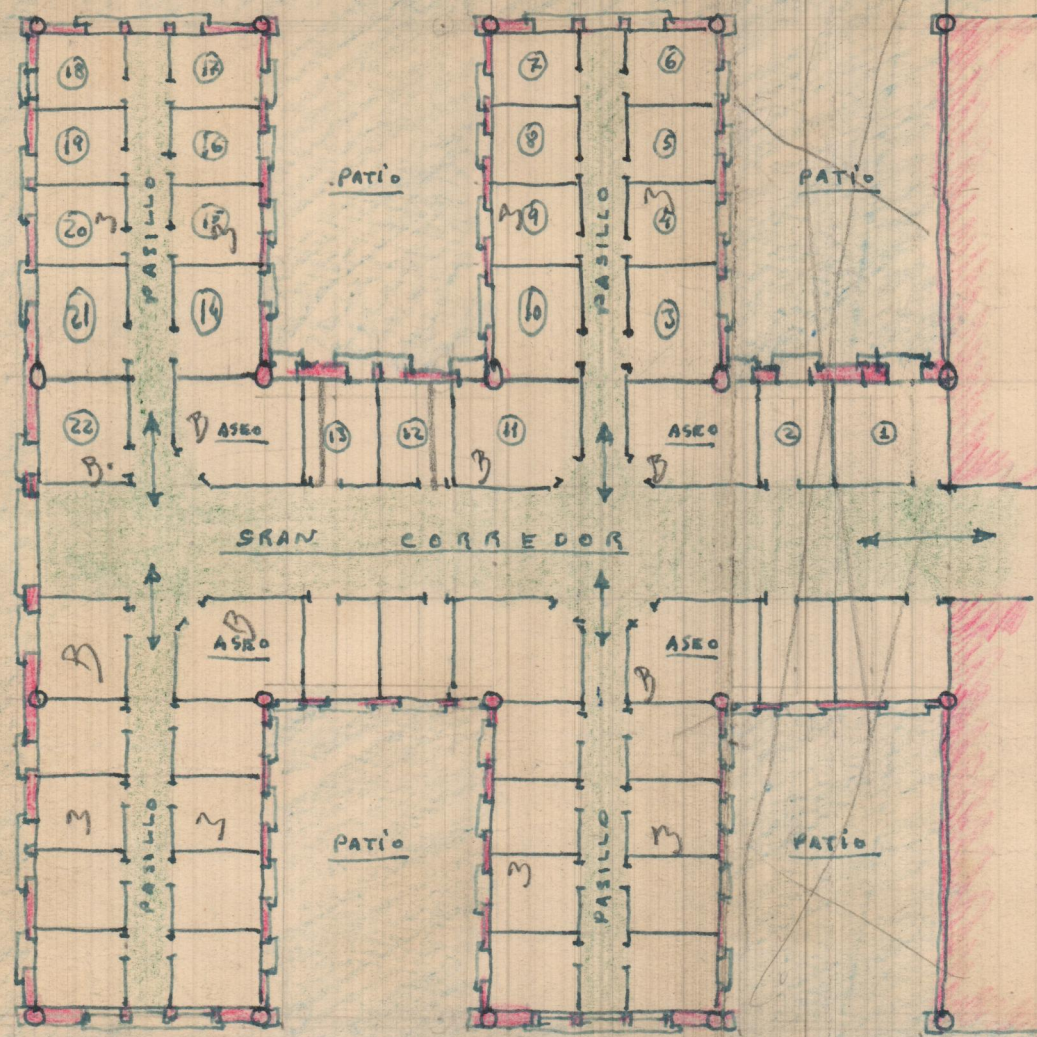 18 17 7 6
19 16 8 5
PATIO PATIO
20 M 15 M M 9 M 4
PASILLO PASILLO
21 14 10 3
22 B ASEO 13 12 11 ASEO 2 1
B. B B
GRAN CORREDOR
B B
ASEO ASEO
B
M M M M
PASILLO PATIO PASILLO PATIO